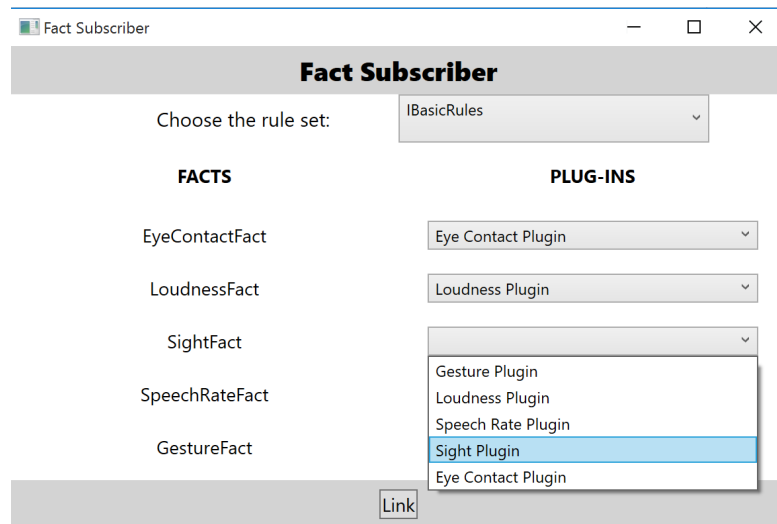 Fact Subscriber
Fact Subscriber
Choose the rule set: IBasicRules
FACTS PLUG-INS
EyeContactFact Eye Contact Plugin
LoudnessFact Loudness Plugin
SightFact
Gesture Plugin
Loudness Plugin
SpeechRateFact Speech Rate Plugin
GestureFact Sight Plugin
Eye Contact Plugin
Link